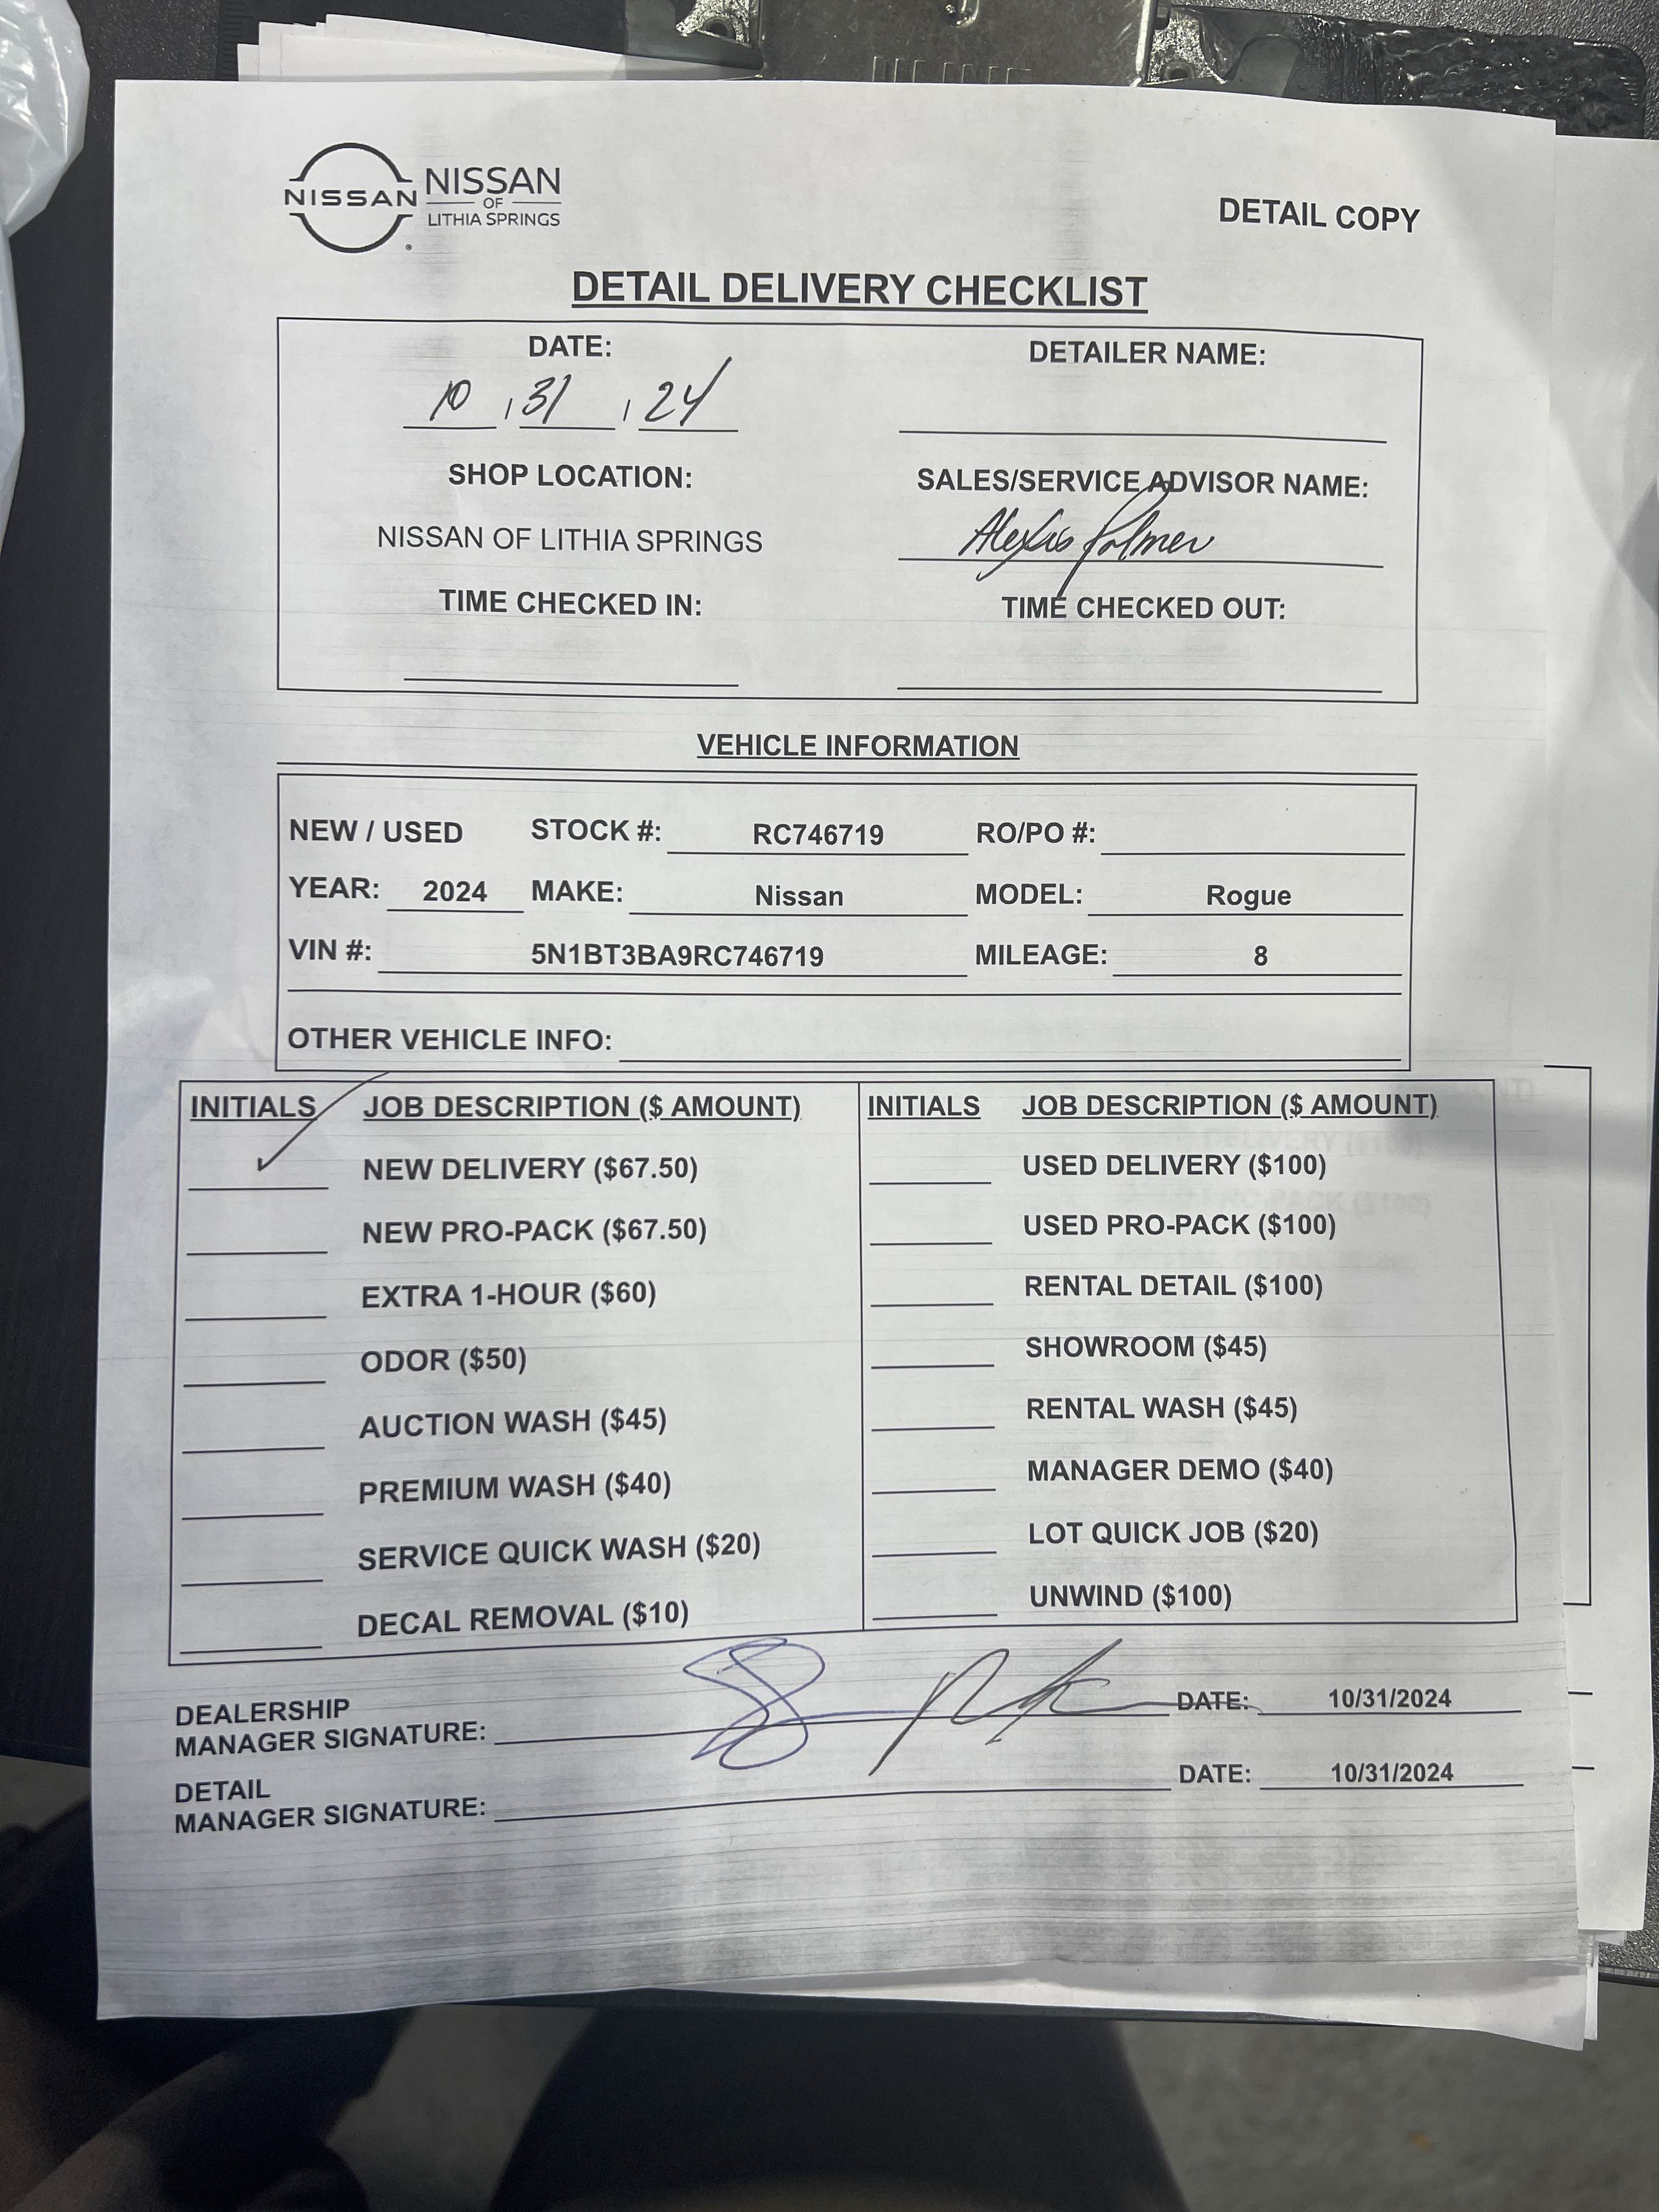 NISSAN
NISSAN
OF
LITHIA SPRINGS
DETAIL COPY
DETAIL DELIVERY CHECKLIST
DATE: DETAILER NAME:
10 / 31 / 24
SHOP LOCATION: SALES/SERVICE ADVISOR NAME:
NISSAN OF LITHIA SPRINGS Alexis Palmer
TIME CHECKED IN: TIME CHECKED OUT:
VEHICLE INFORMATION
NEW / USED STOCK #: RC746719 RO/PO #:
YEAR: 2024 MAKE: Nissan MODEL: Rogue
VIN #: 5N1BT3BA9RC746719 MILEAGE: 8
OTHER VEHICLE INFO:
INITIALS JOB DESCRIPTION ($ AMOUNT) INITIALS JOB DESCRIPTION ($ AMOUNT)
✓ NEW DELIVERY ($67.50) USED DELIVERY ($100)
NEW PRO-PACK ($67.50) USED PRO-PACK ($100)
EXTRA 1-HOUR ($60) RENTAL DETAIL ($100)
ODOR ($50) SHOWROOM ($45)
AUCTION WASH ($45) RENTAL WASH ($45)
PREMIUM WASH ($40) MANAGER DEMO ($40)
SERVICE QUICK WASH ($20) LOT QUICK JOB ($20)
DECAL REMOVAL ($10) UNWIND ($100)
DEALERSHIP
MANAGER SIGNATURE: DATE: 10/31/2024
DETAIL
MANAGER SIGNATURE: DATE: 10/31/2024